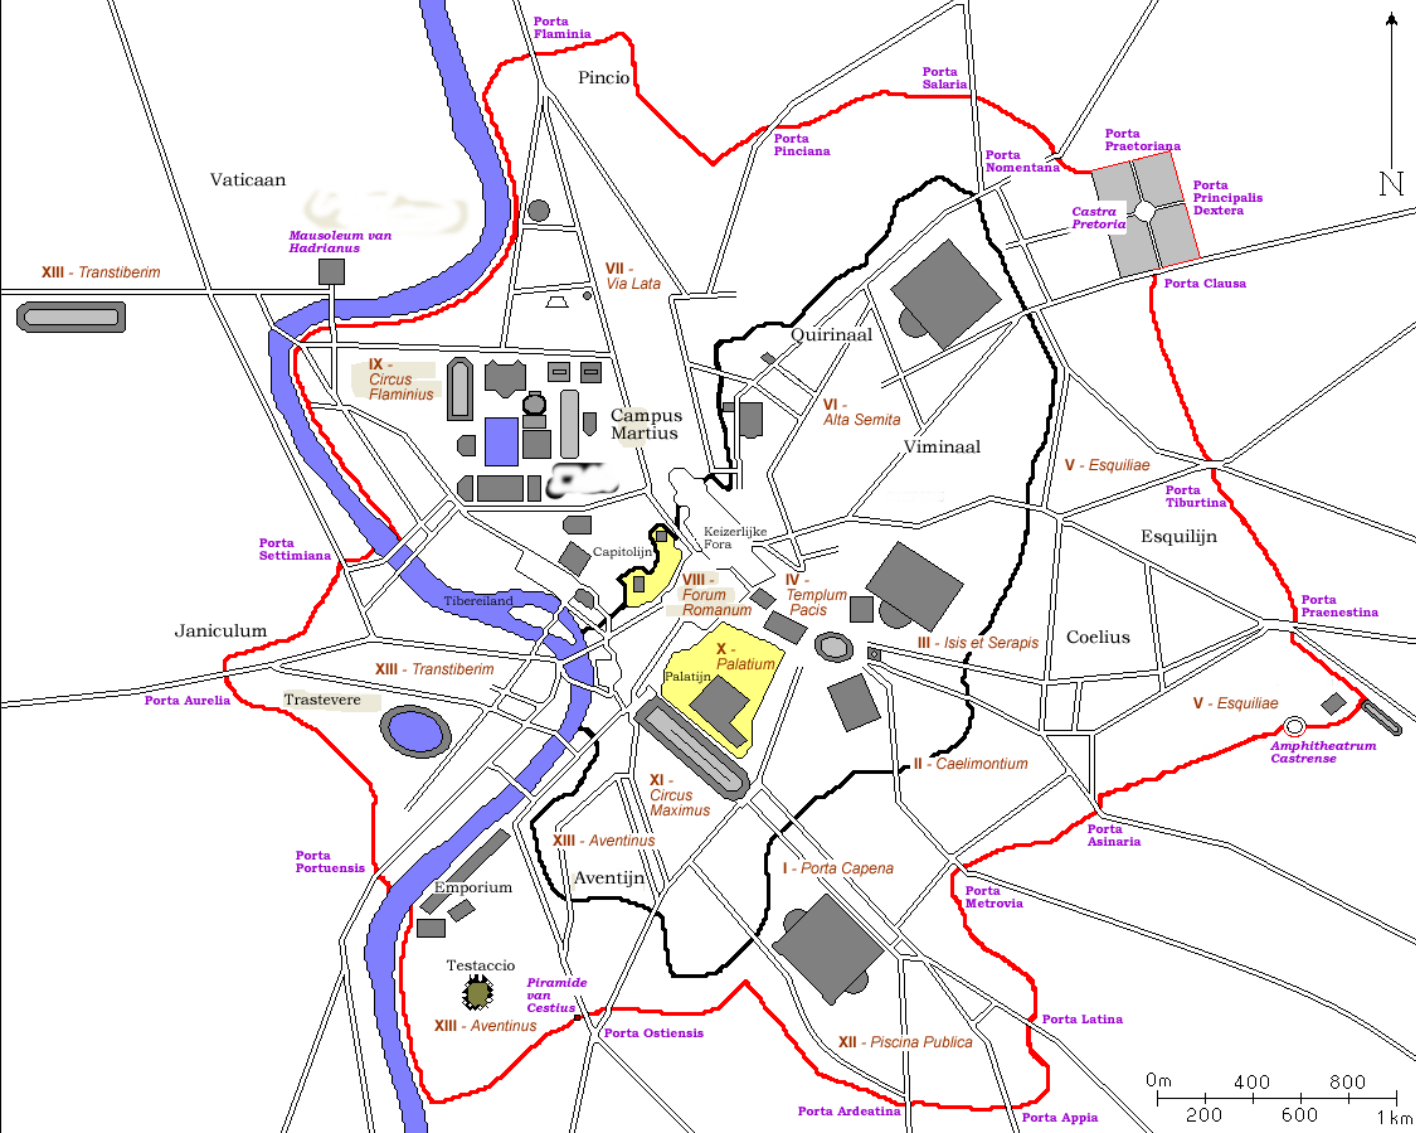 Porta
Flaminia
Pincio
Porta
Salaria
Porta
Pinciana
Porta
Nomentana
Porta
Praetoriana
Porta
Principalis
Dextera
Castra
Pretoria
N
Vaticaan
Mausoleum van
Hadrianus
XIII - Transtiberim
VII -
Via Lata
Porta Clausa
Quirinaal
IX -
Circus
Flaminius
Campus
Martius
VI -
Alta Semita
Viminaal
V - Esquiliae
Porta
Tiburtina
Esquilijn
Porta
Settimiana
Capitolijn
Keizerlijke
Fora
VIII -
Forum
Romanum
IV -
Templum
Pacis
Tibereiland
Porta
Praenestina
Janiculum
Coelius
III - Isis et Serapis
X -
Palatium
Palatijn
XIII - Transtiberim
Porta Aurelia
Trastevere
V - Esquiliae
Amphitheatrum
Castrense
II - Caelimontium
XI -
Circus
Maximus
XIII - Aventinus
Porta
Asinaria
Porta
Portuensis
Emporium
Aventijn
I - Porta Capena
Porta
Metrovia
Testaccio
Piramide
van
Cestius
XIII - Aventinus
Porta Ostiensis
Porta Latina
XII - Piscina Publica
Porta Ardeatina
Porta Appia
0m 400 800
200 600 1km